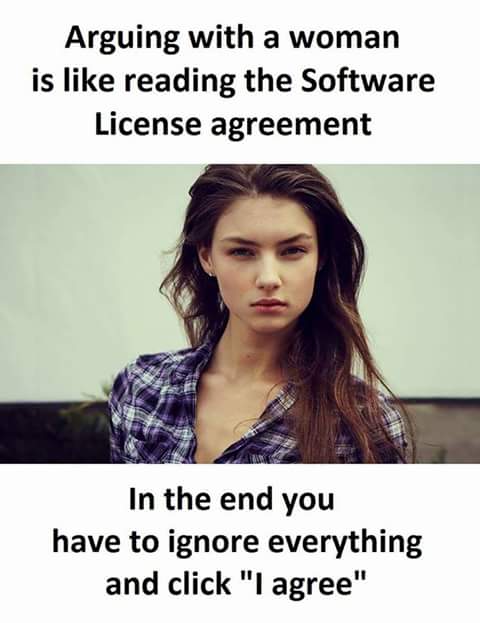 Arguing with a woman
is like reading the Software
License agreement
In the end you
have to ignore everything
and click "I agree"